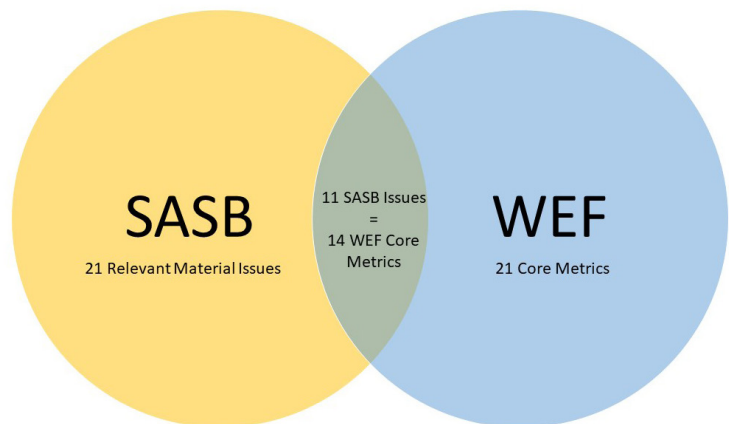 SASB
21 Relevant Material Issues
11 SASB Issues
=
14 WEF Core
Metrics
WEF
21 Core Metrics